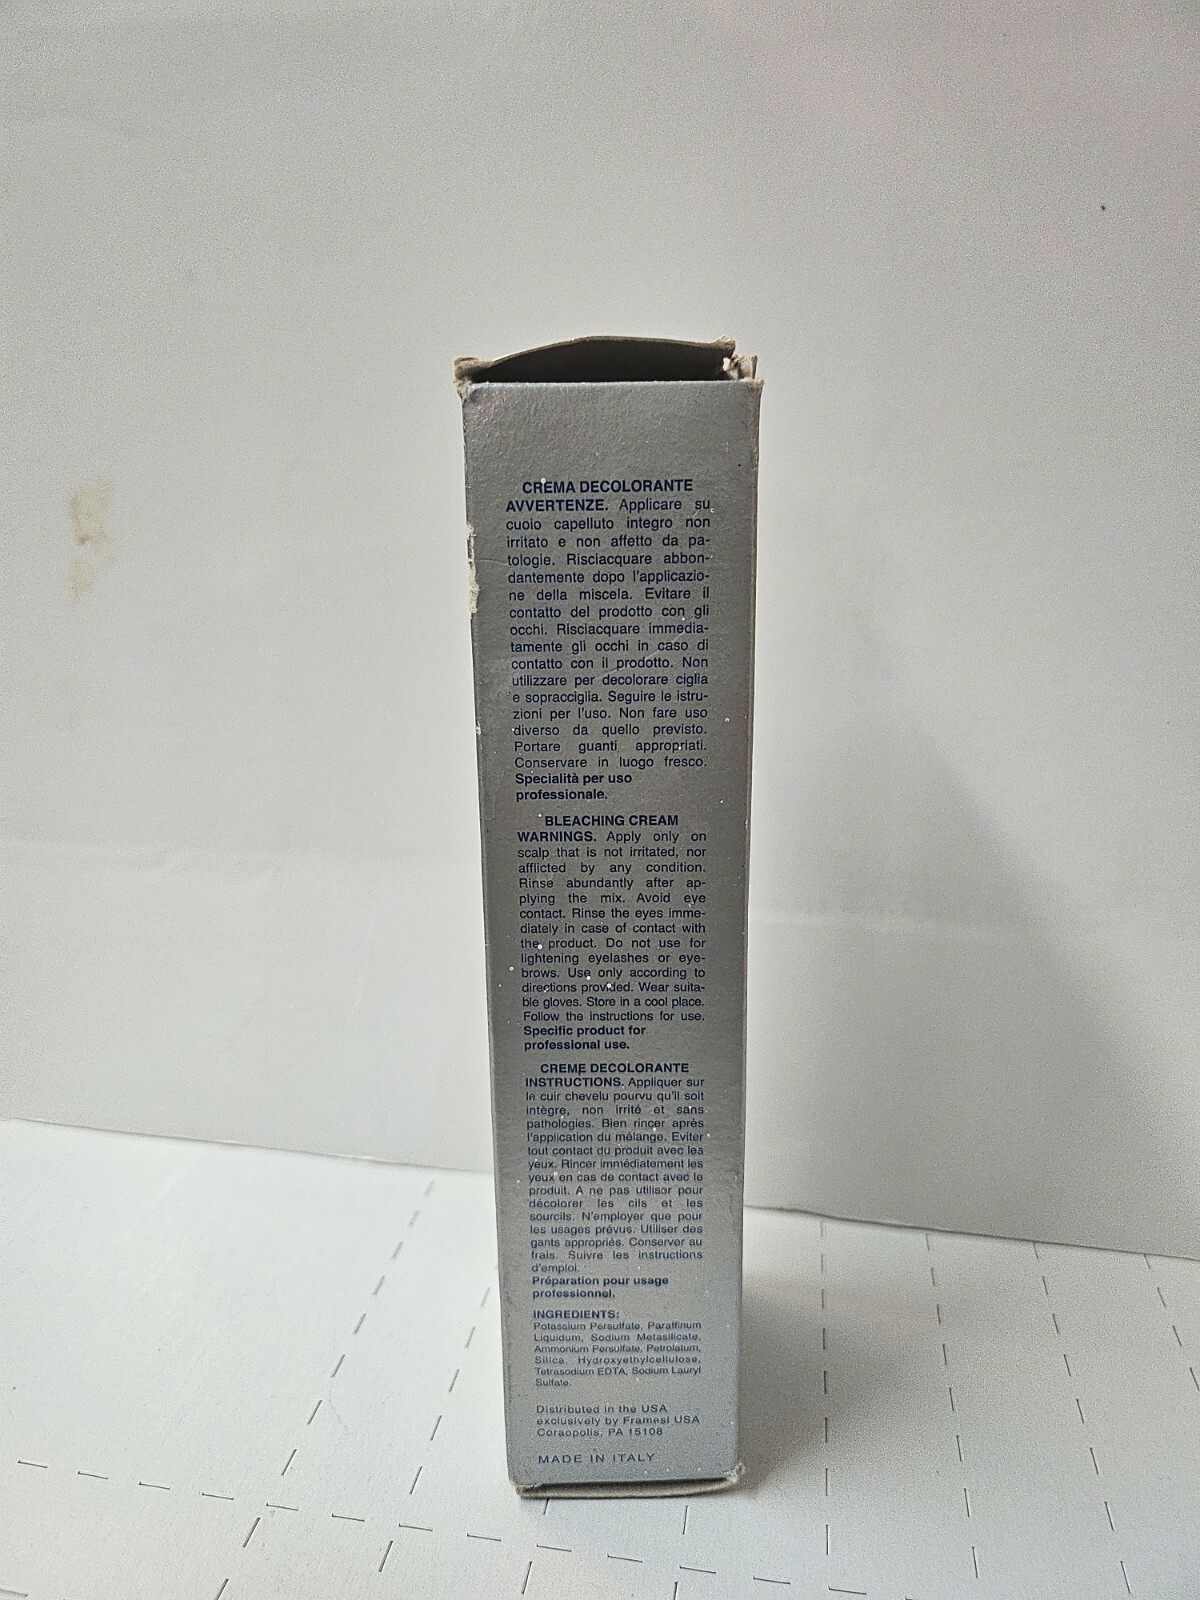 CREMA DECOLORANTE
AVVERTENZE. Applicare su
cuoio capelluto integro non
irritato e non affetto da pa-
tologie. Risciacquare abbon-
dantemente dopo l'applicazio-
ne della miscela. Evitare il
contatto del prodotto con gli
occhi. Risciacquare immedia-
tamente gli occhi in caso di
contatto con il prodotto. Non
utilizzare per decolorare ciglia
e sopracciglia. Seguire le istru-
zioni per l'uso. Non fare uso
diverso da quello previsto.
Portare guanti appropriati.
Conservare in luogo fresco.
Specialità per uso
professionale.
BLEACHING CREAM
WARNINGS. Apply only on
scalp that is not irritated, nor
afflicted by any condition.
Rinse abundantly after ap-
plying the mix. Avoid eye
contact. Rinse the eyes imme-
diately in case of contact with
the product. Do not use for
lightening eyelashes or eye-
brows. Use only according to
directions provided. Wear suita-
ble gloves. Store in a cool place.
Follow the instructions for use.
Specific product for
professional use.
CREME DECOLORANTE
INSTRUCTIONS. Appliquer sur
le cuir chevelu pourvu qu'il soit
intègre, non irrité et sans
pathologies. Bien rincer après
l'application du mélange. Eviter
tout contact du produit avec les
yeux. Rincer immédiatement les
yeux en cas de contact avec le
produit. A ne pas utiliser pour
décolorer les cils et les
sourcils. N'employer que pour
les usages prévus. Utiliser des
gants appropriés. Conserver au
frais. Suivre les instructions
d'emploi.
Préparation pour usage
professionnel.
INGREDIENTS:
Potassium Persulfate, Paraffinum
Liquidum, Sodium Metasilicate,
Ammonium Persulfate, Petrolatum,
Silica, Hydroxyethylcellulose,
Tetrasodium EDTA, Sodium Lauryl
Sulfate.
Distributed in the USA
exclusively by Framesi USA
Coraopolis, PA 15108
MADE IN ITALY